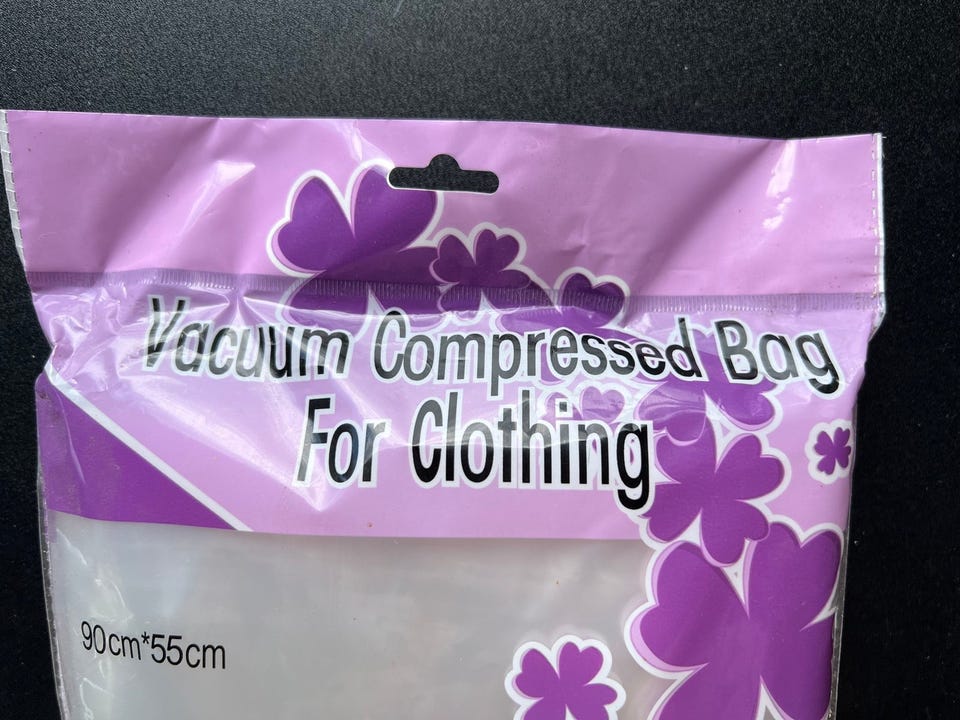 Vacuum Compressed Bag
For Clothing
90cm*55cm